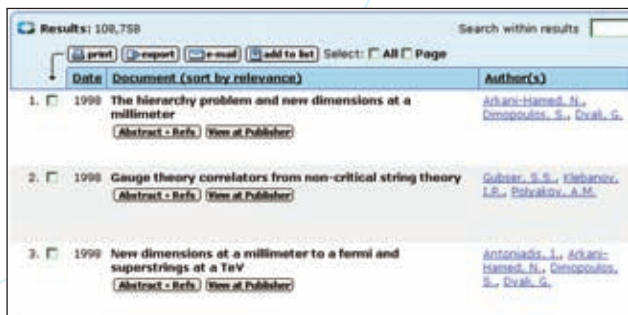 Results: 108,758 Search within results
print export e-mail add to list Select: All Page
Date Document (sort by relevance) Author(s)
1. 1998 The hierarchy problem and new dimensions at a Arkani-Hamed, N.,
millimeter Dimopoulos, S., Dvali, G.
Abstract + Refs View at Publisher
2. 1998 Gauge theory correlators from non-critical string theory Gubser, S.S., Klebanov,
Abstract + Refs View at Publisher I.R., Polyakov, A.M.
3. 1998 New dimensions at a millimeter to a fermi and Antoniadis, I., Arkani-
superstrings at a TeV Hamed, N., Dimopoulos,
Abstract + Refs View at Publisher S., Dvali, G.